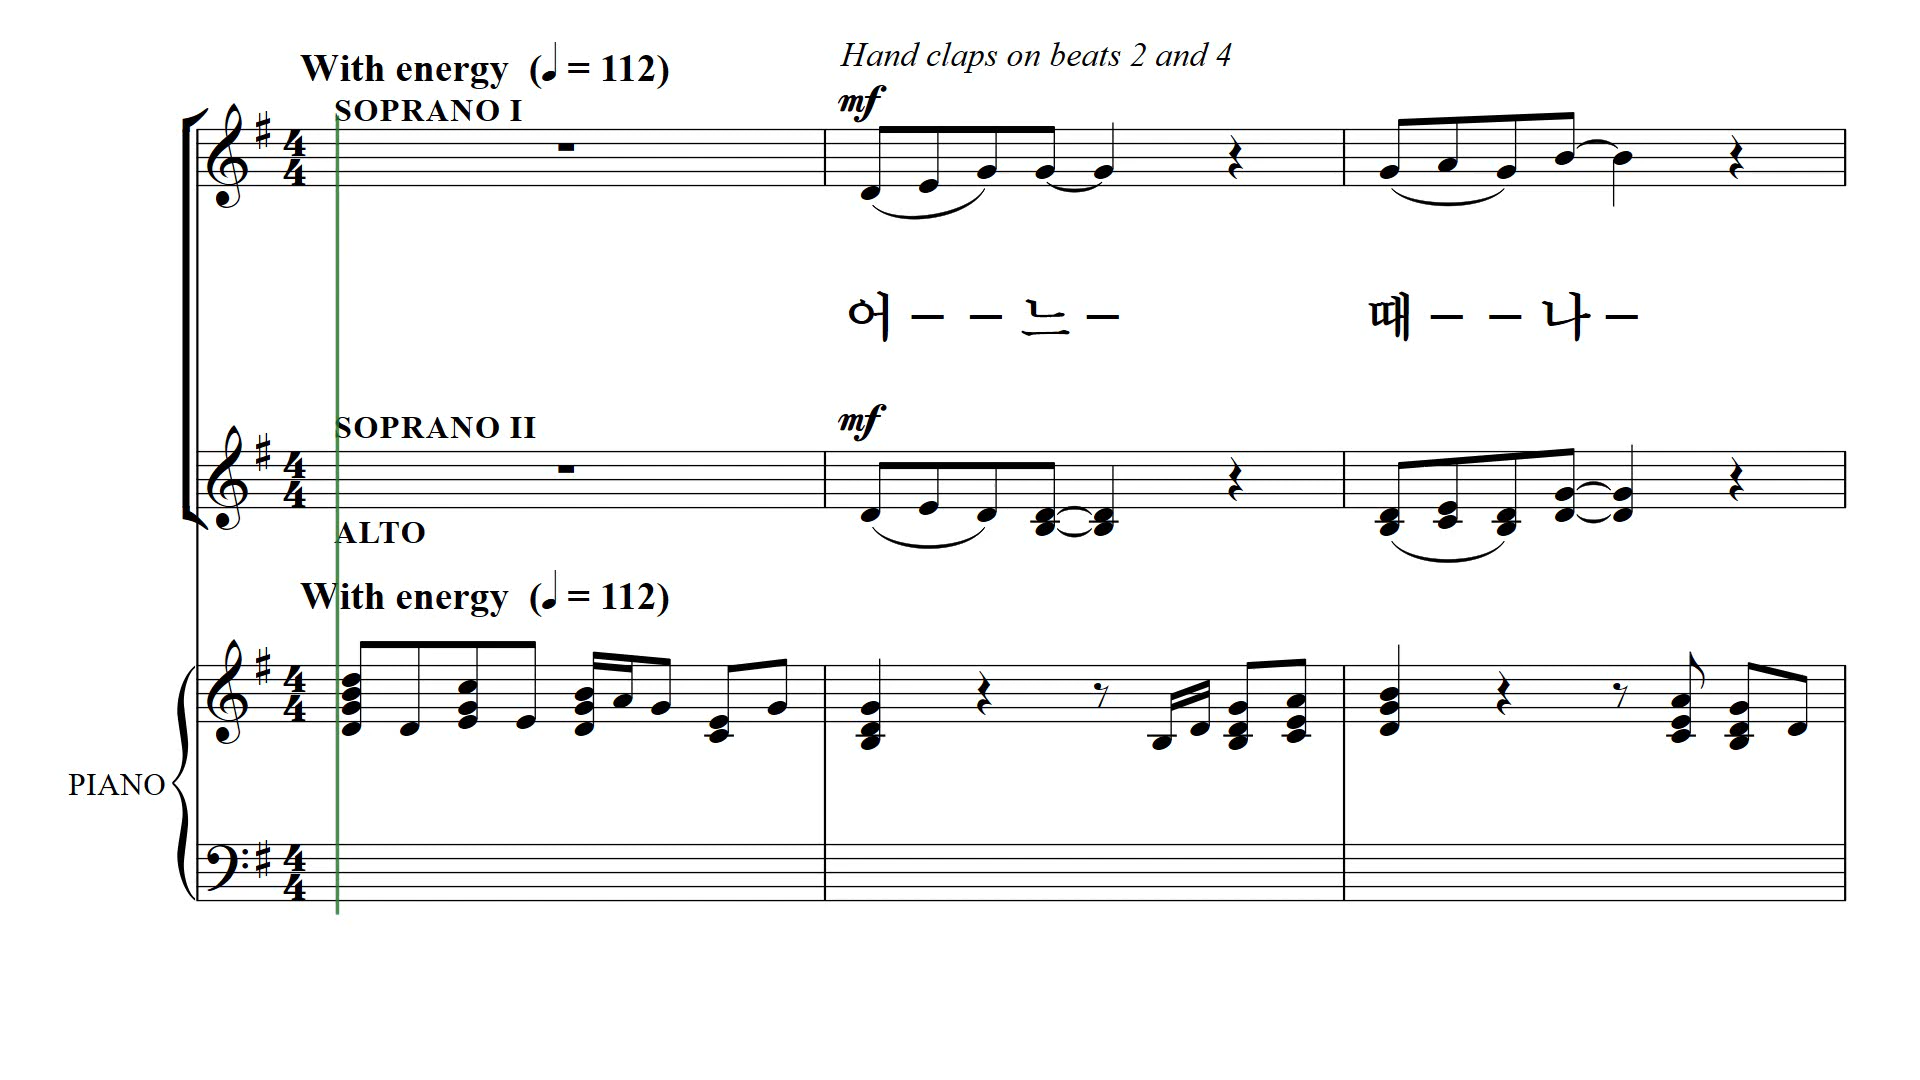 With energy (♩ = 112)
Hand claps on beats 2 and 4
SOPRANO I
mf
어 – – 느 –
때 – – 나 –
SOPRANO II
mf
ALTO
With energy (♩ = 112)
PIANO